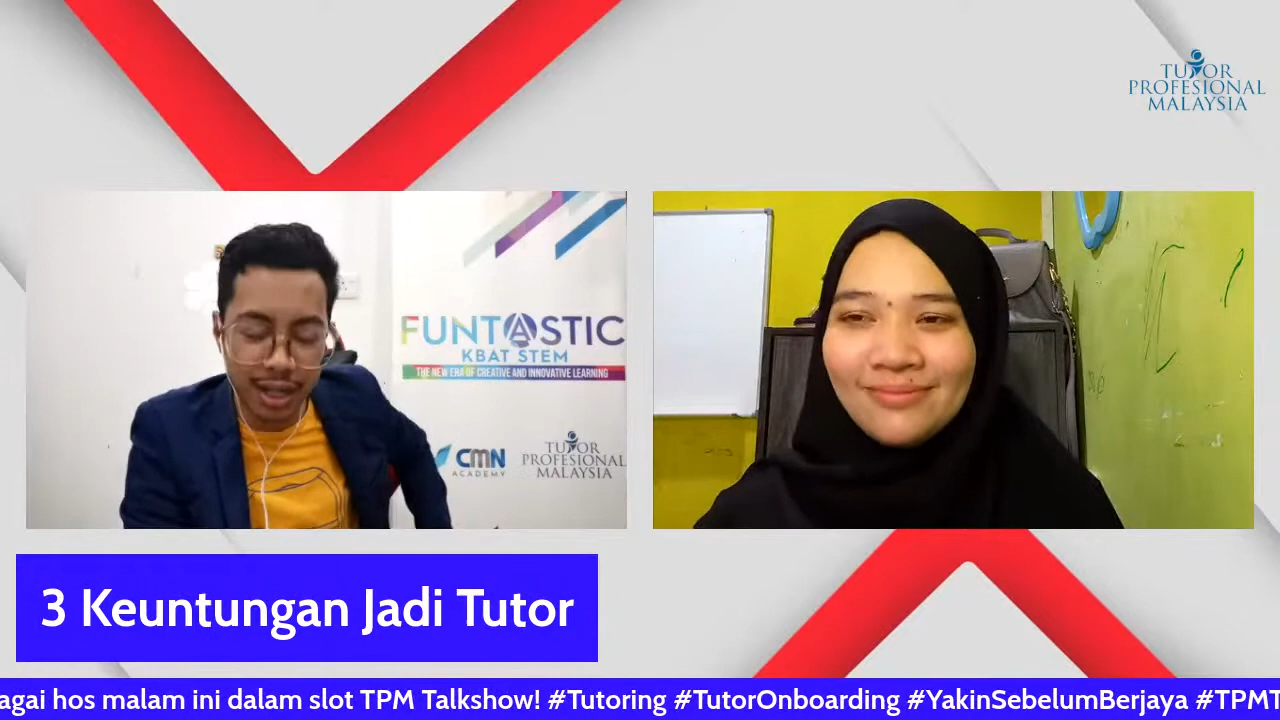 TUTOR
PROFESIONAL
MALAYSIA
FUNTASTIC
KBAT STEM
THE NEW ERA OF CREATIVE AND INNOVATIVE LEARNING
CMN
ACADEMY
TUTOR
PROFESIONAL
MALAYSIA
3 Keuntungan Jadi Tutor
agai hos malam ini dalam slot TPM Talkshow! #Tutoring #TutorOnboarding #YakinSebelumBerjaya #TPMT